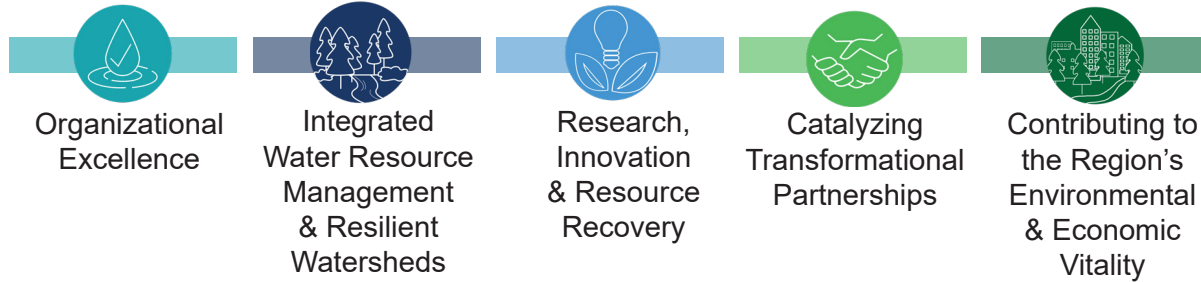 Organizational
Excellence
Integrated
Water Resource
Management
& Resilient
Watersheds
Research,
Innovation
& Resource
Recovery
Catalyzing
Transformational
Partnerships
Contributing to
the Region’s
Environmental
& Economic
Vitality